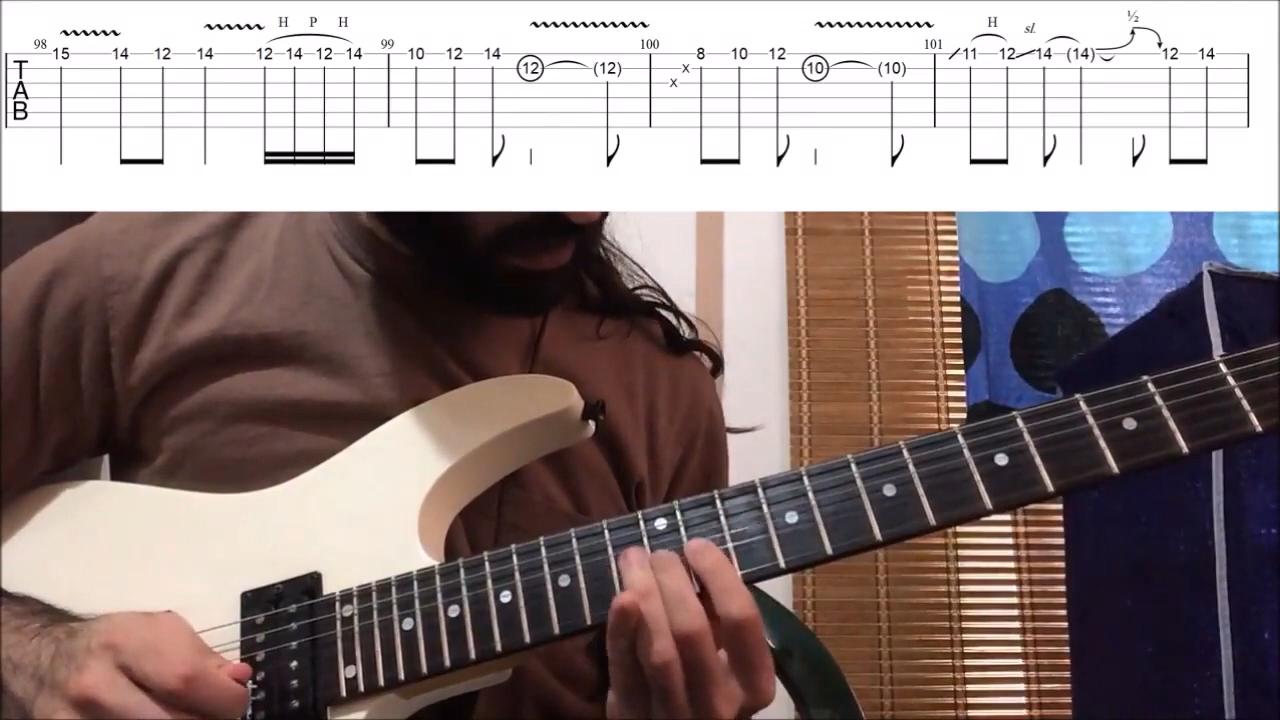 H P H H sl. ½
98 15 14 12 14 12 14 12 14 99 10 12 14 100 8 10 12 101 11 12 14 (14) 12 14
T 12 (12) x 10 (10)
A x
B